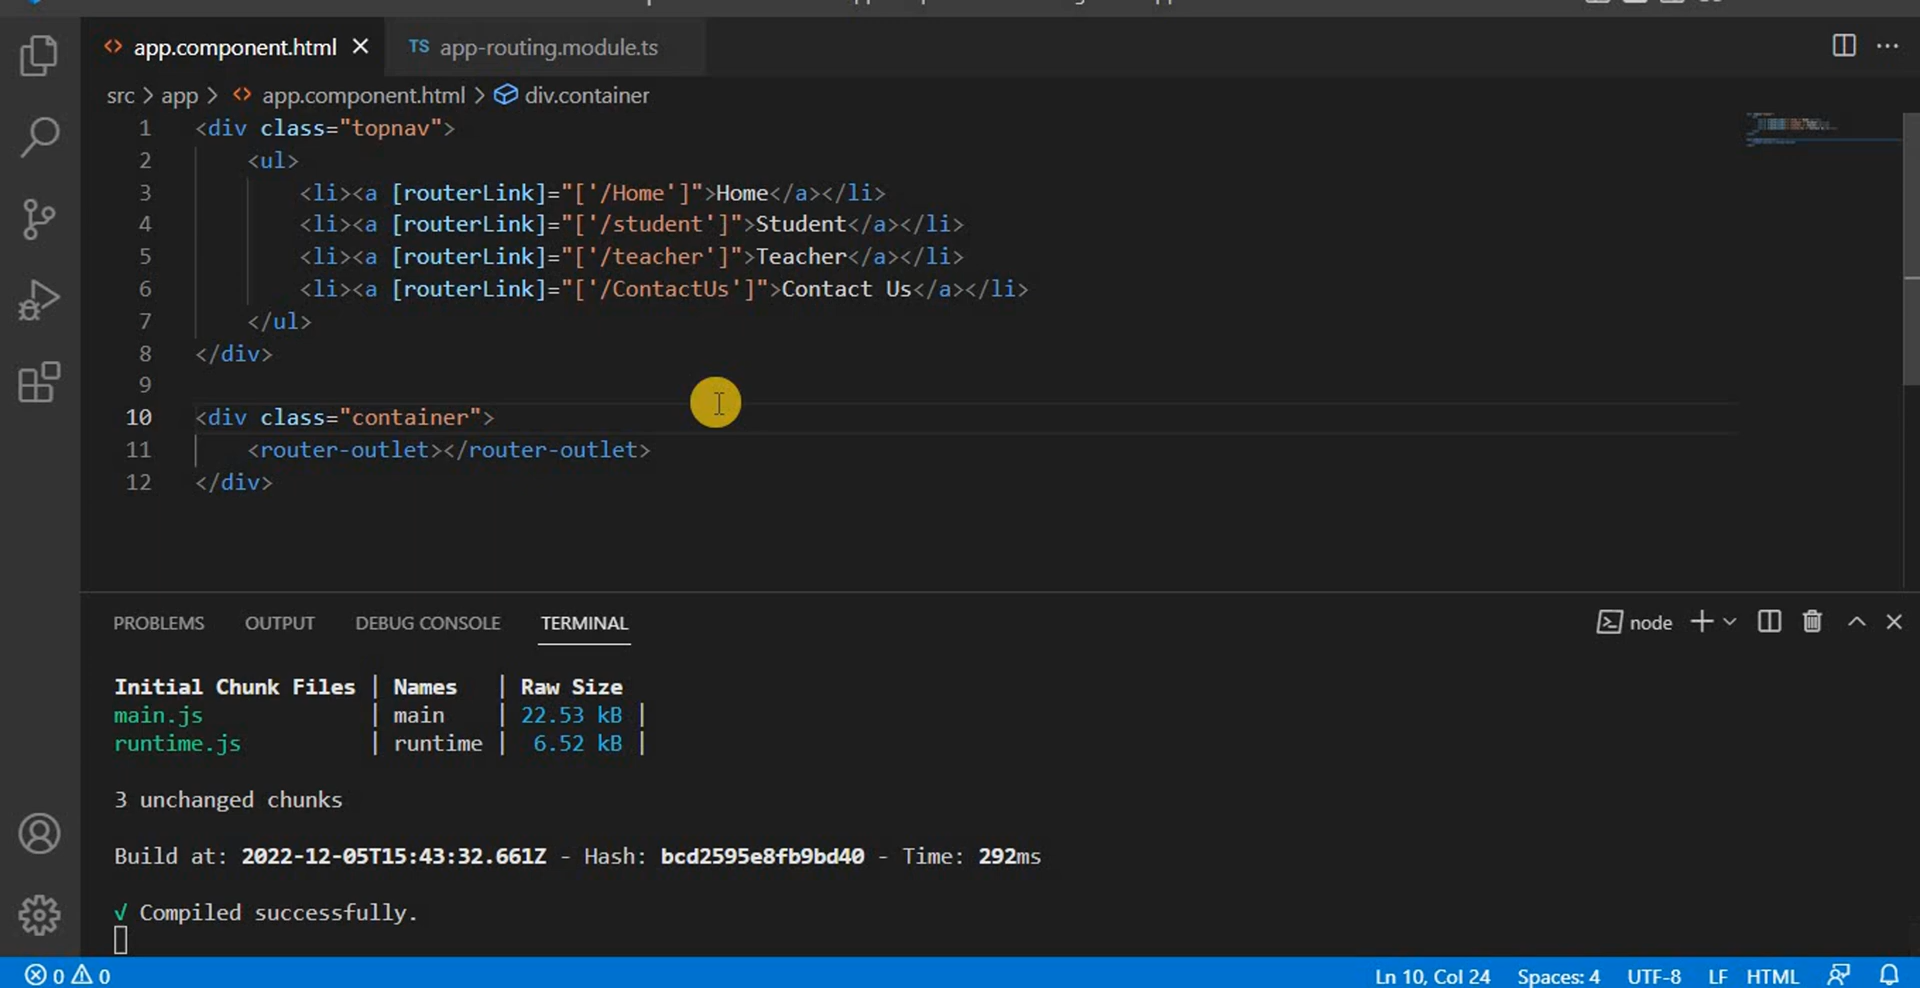 app.component.html
TS app-routing.module.ts
src > app > <> app.component.html > div.container
1 <div class="topnav">
2 <ul>
3 <li><a [routerLink]="['/Home']">Home</a></li>
4 <li><a [routerLink]="['/student']">Student</a></li>
5 <li><a [routerLink]="['/teacher']">Teacher</a></li>
6 <li><a [routerLink]="['/ContactUs']">Contact Us</a></li>
7 </ul>
8 </div>
9
10 <div class="container">
11 <router-outlet></router-outlet>
12 </div>
PROBLEMS OUTPUT DEBUG CONSOLE TERMINAL node
Initial Chunk Files | Names | Raw Size
main.js | main | 22.53 kB |
runtime.js | runtime | 6.52 kB |
3 unchanged chunks
Build at: 2022-12-05T15:43:32.661Z - Hash: bcd2595e8fb9bd40 - Time: 292ms
√ Compiled successfully.
0 0 Ln 10, Col 24 Spaces: 4 UTF-8 LF HTML